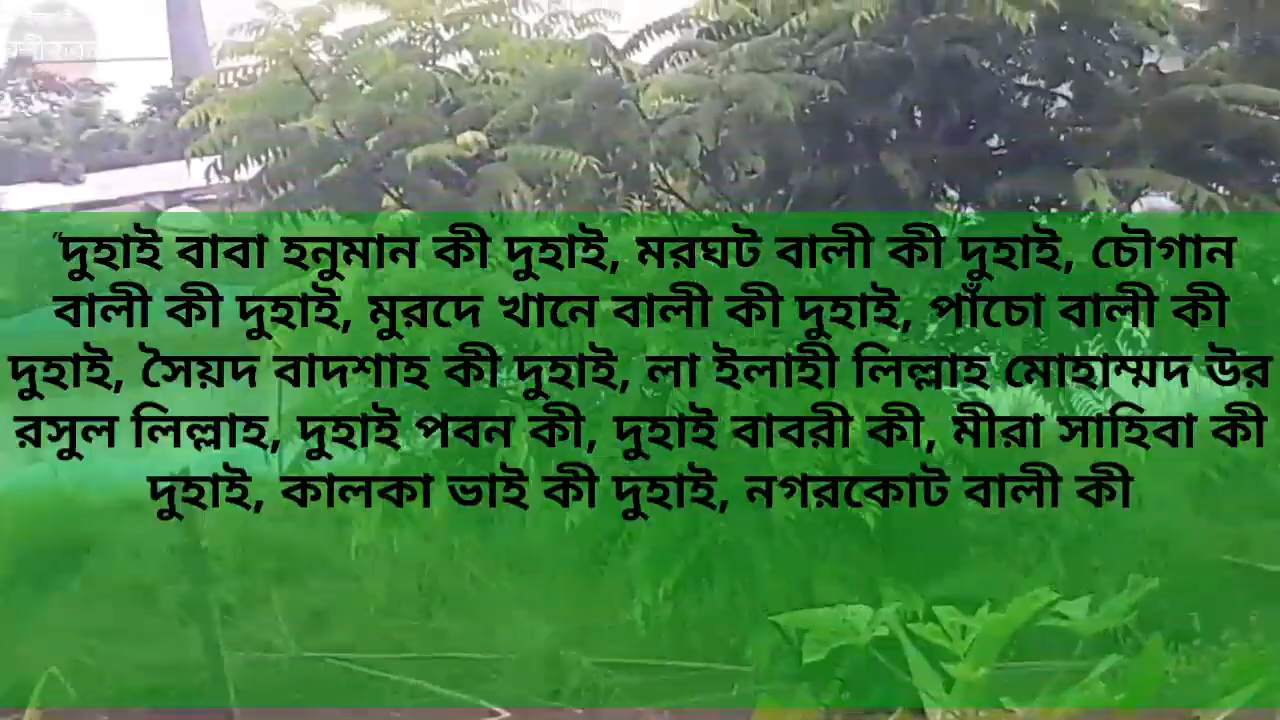 "দুহাই বাবা হনুমান কী দুহাই, মরঘট বালী কী দুহাই, চৌগান
বালী কী দুহাই, মুরদে খানে বালী কী দুহাই, পাঁচো বালী কী
দুহাই, সৈয়দ বাদশাহ কী দুহাই, লা ইলাহী লিল্লাহ মোহাম্মদ উর
রসুল লিল্লাহ, দুহাই পবন কী, দুহাই বাবরী কী, মীরা সাহিবা কী
দুহাই, কালকা ভাই কী দুহাই, নগরকোট বালী কী